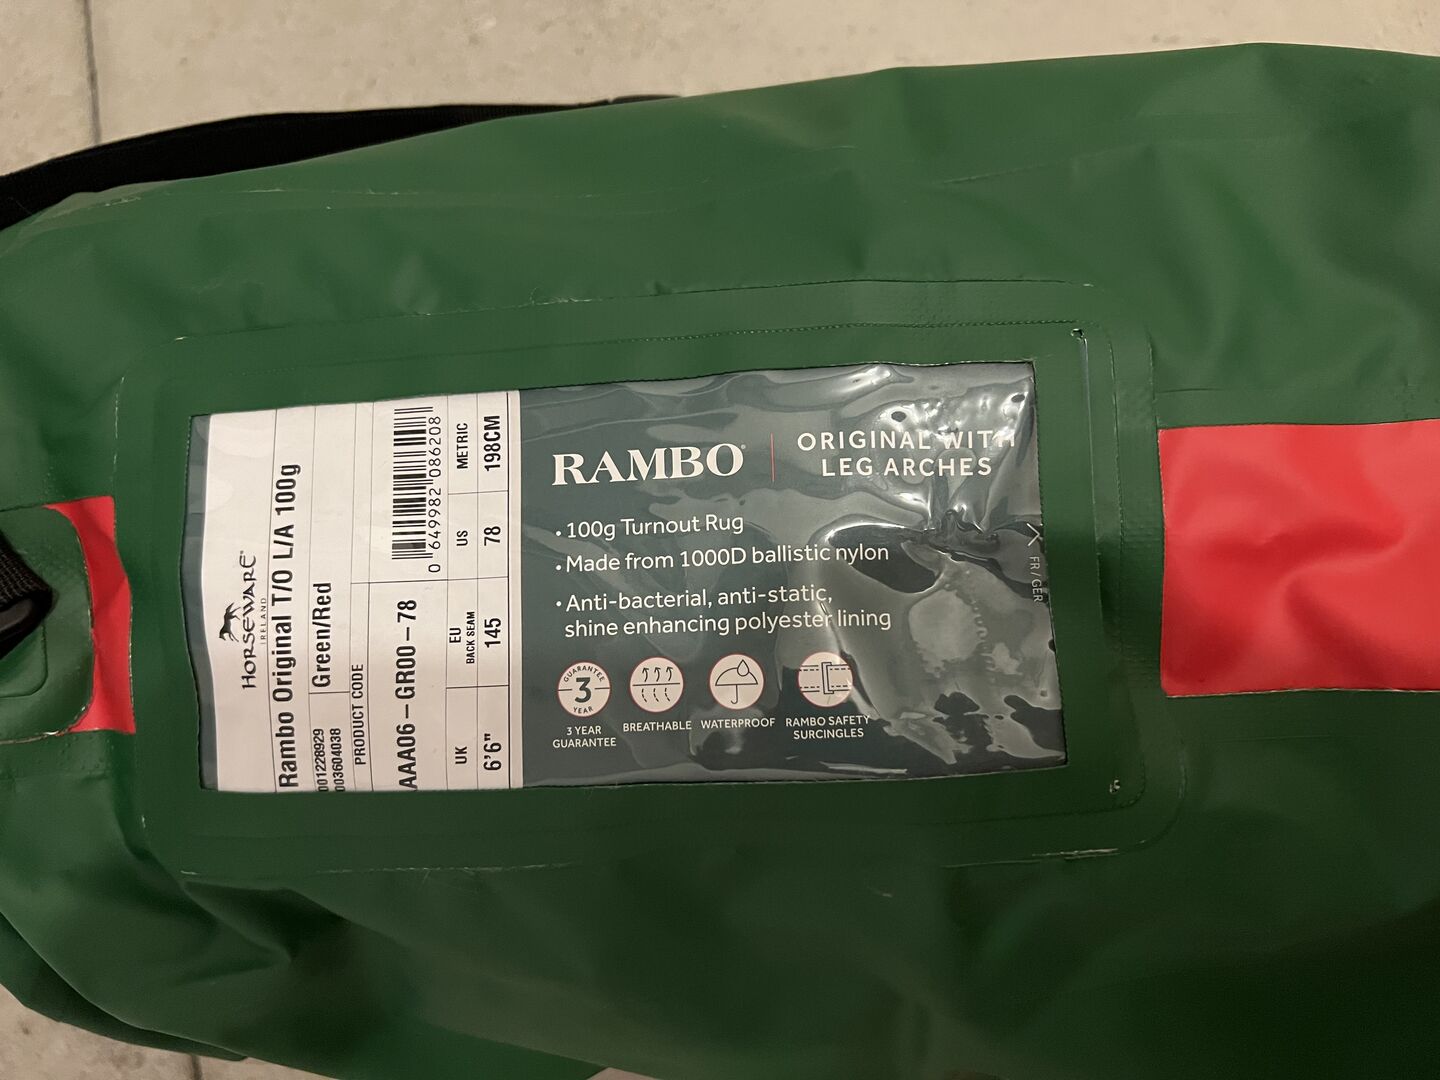 HORSEWARE®
IRELAND
Rambo Original T/O L/A 100g
001228929
003604038
Green/Red
PRODUCT CODE
AAA06-GR00-78
0 649982 086208
UK
EU
BACK SEAM
US
METRIC
6'6"
145
78
198CM
RAMBO®
ORIGINAL WITH
LEG ARCHES
• 100g Turnout Rug
• Made from 1000D ballistic nylon
• Anti-bacterial, anti-static,
shine enhancing polyester lining
GUARANTEE
3
YEAR
3 YEAR
GUARANTEE
BREATHABLE
WATERPROOF
RAMBO SAFETY
SURCINGLES
FR / GER